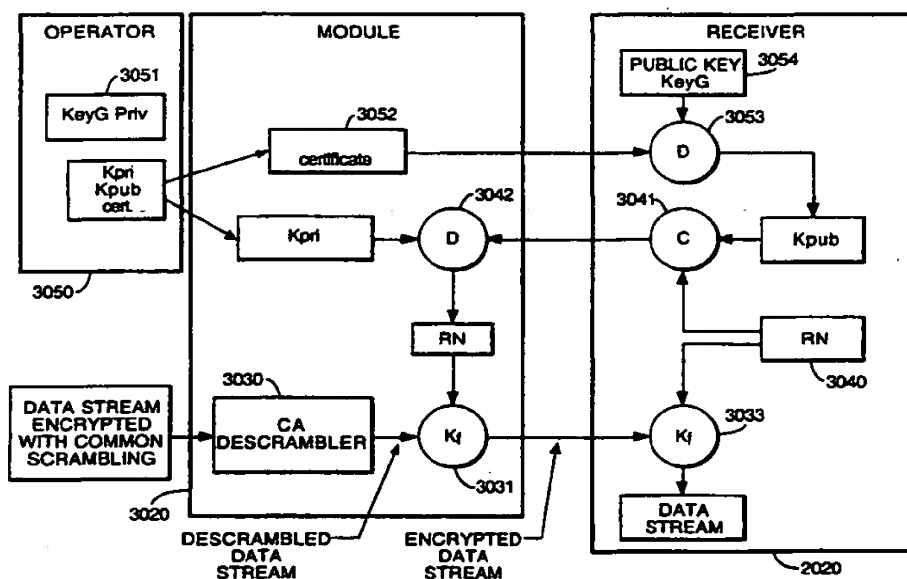 OPERATOR
3051
KeyG Priv
Kpri
Kpub
cert.
3050
MODULE
3052
certificate
3042
Kpri
D
RN
3030
CA
DESCRAMBLER
Kf
3031
3020
DATA STREAM
ENCRYPTED
WITH COMMON
SCRAMBLING
DESCRAMBLED
DATA
STREAM
ENCRYPTED
DATA
STREAM
RECEIVER
PUBLIC KEY
KeyG
3054
3053
D
3041
C
Kpub
RN
3040
3033
Kf
DATA
STREAM
2020